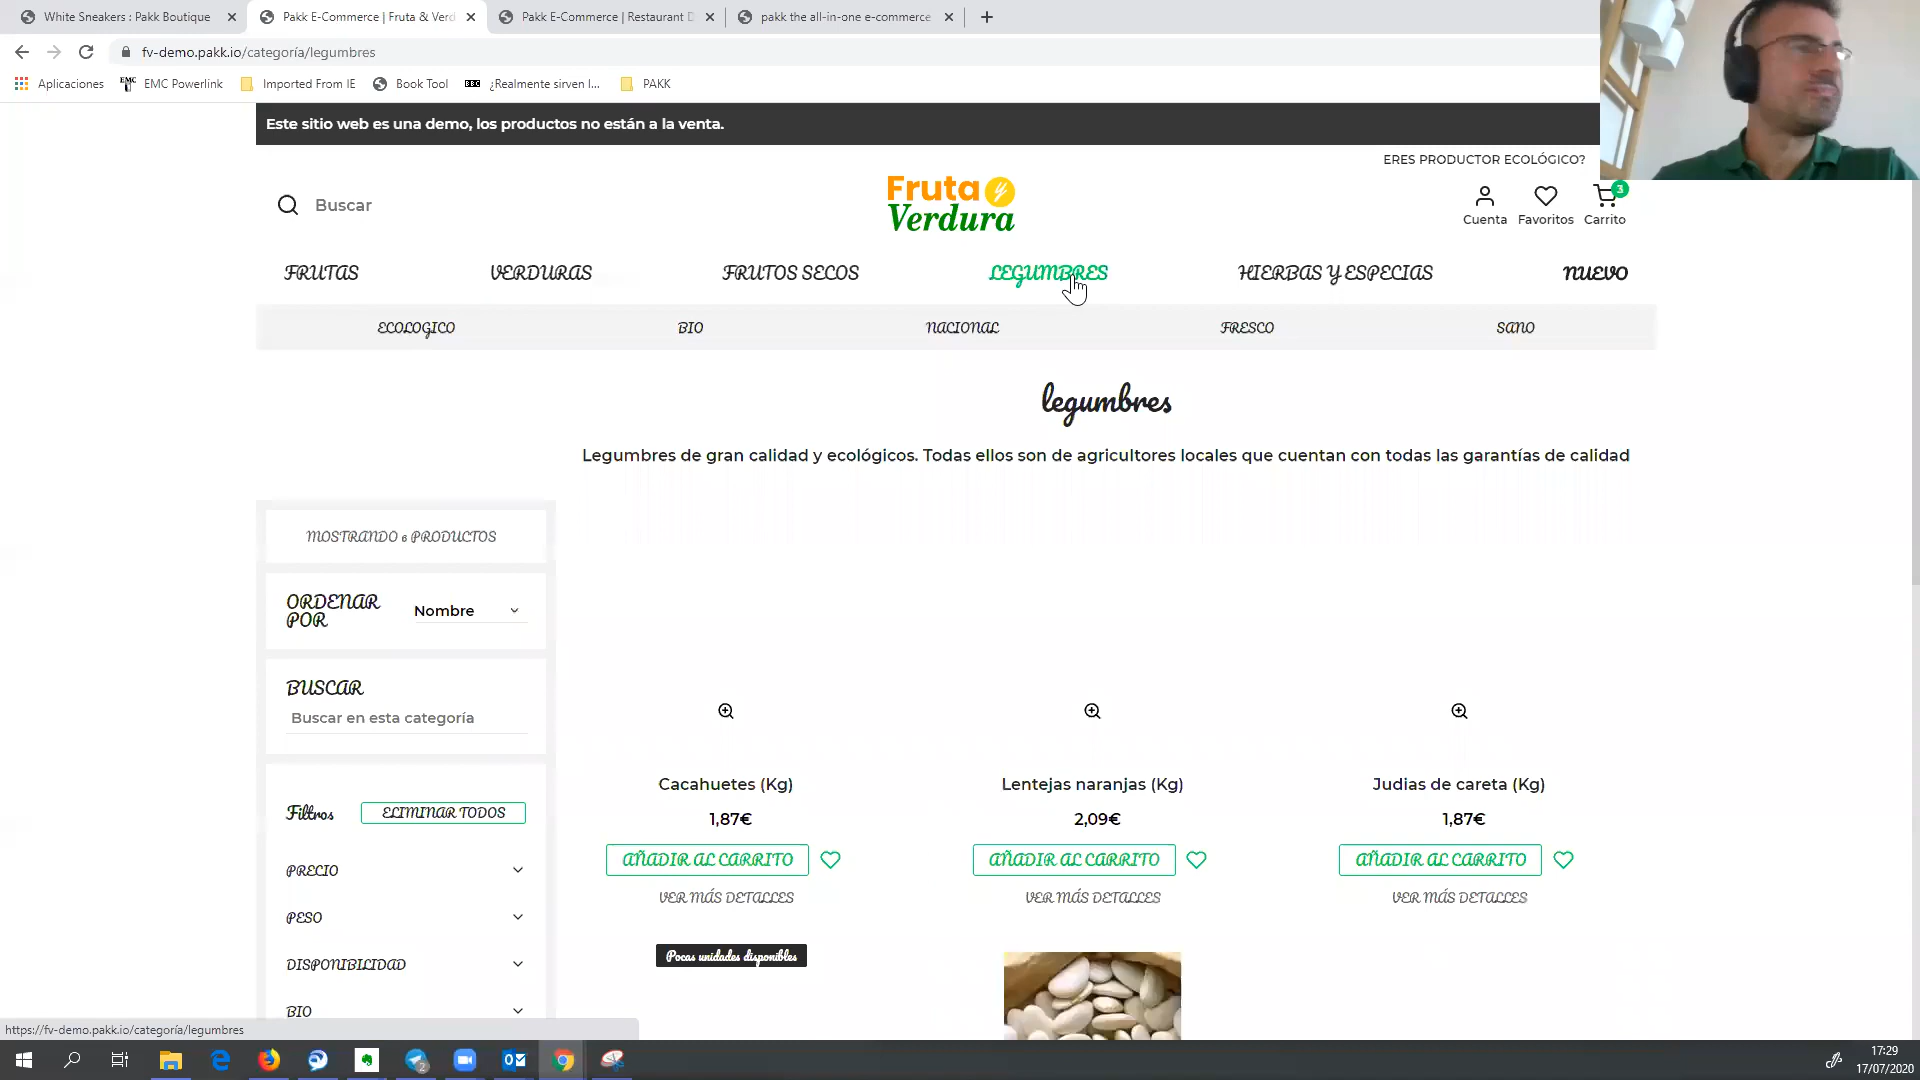 White Sneakers : Pakk Boutique
Pakk E-Commerce | Fruta & Verd
Pakk E-Commerce | Restaurant D
pakk the all-in-one e-commerce
fv-demo.pakk.io/categoría/legumbres
Aplicaciones
EMC Powerlink
Imported From IE
Book Tool
BBC ¿Realmente sirven l...
PAKK
Este sitio web es una demo, los productos no están a la venta.
ERES PRODUCTOR ECOLÓGICO?
Buscar
Fruta y
Verdura
Cuenta
Favoritos
3
Carrito
FRUTAS
VERDURAS
FRUTOS SECOS
LEGUMBRES
HIERBAS Y ESPECIAS
NUEVO
ECOLOGICO
BIO
NACIONAL
FRESCO
SANO
legumbres
Legumbres de gran calidad y ecológicos. Todas ellos son de agricultores locales que cuentan con todas las garantías de calidad
MOSTRANDO 6 PRODUCTOS
ORDENAR
POR
Nombre
BUSCAR
Buscar en esta categoría
Filtros
ELIMINAR TODOS
PRECIO
PESO
DISPONIBILIDAD
BIO
Cacahuetes (Kg)
1,87€
AÑADIR AL CARRITO
VER MÁS DETALLES
Lentejas naranjas (Kg)
2,09€
AÑADIR AL CARRITO
VER MÁS DETALLES
Judias de careta (Kg)
1,87€
AÑADIR AL CARRITO
VER MÁS DETALLES
Pocas unidades disponibles
https://fv-demo.pakk.io/categoría/legumbres
2
17:29
17/07/2020